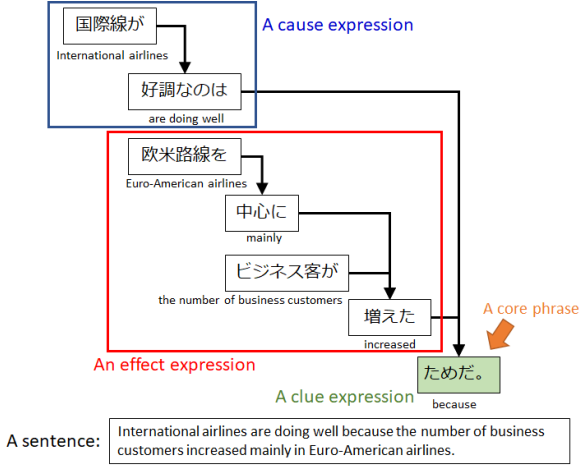 国際線が
A cause expression
International airlines
好調なのは
are doing well
欧米路線を
Euro-American airlines
中心に
mainly
ビジネス客が
the number of business customers
増えた
A core phrase
increased
An effect expression
ためだ。
A clue expression
because
A sentence:
International airlines are doing well because the number of business
customers increased mainly in Euro-American airlines.